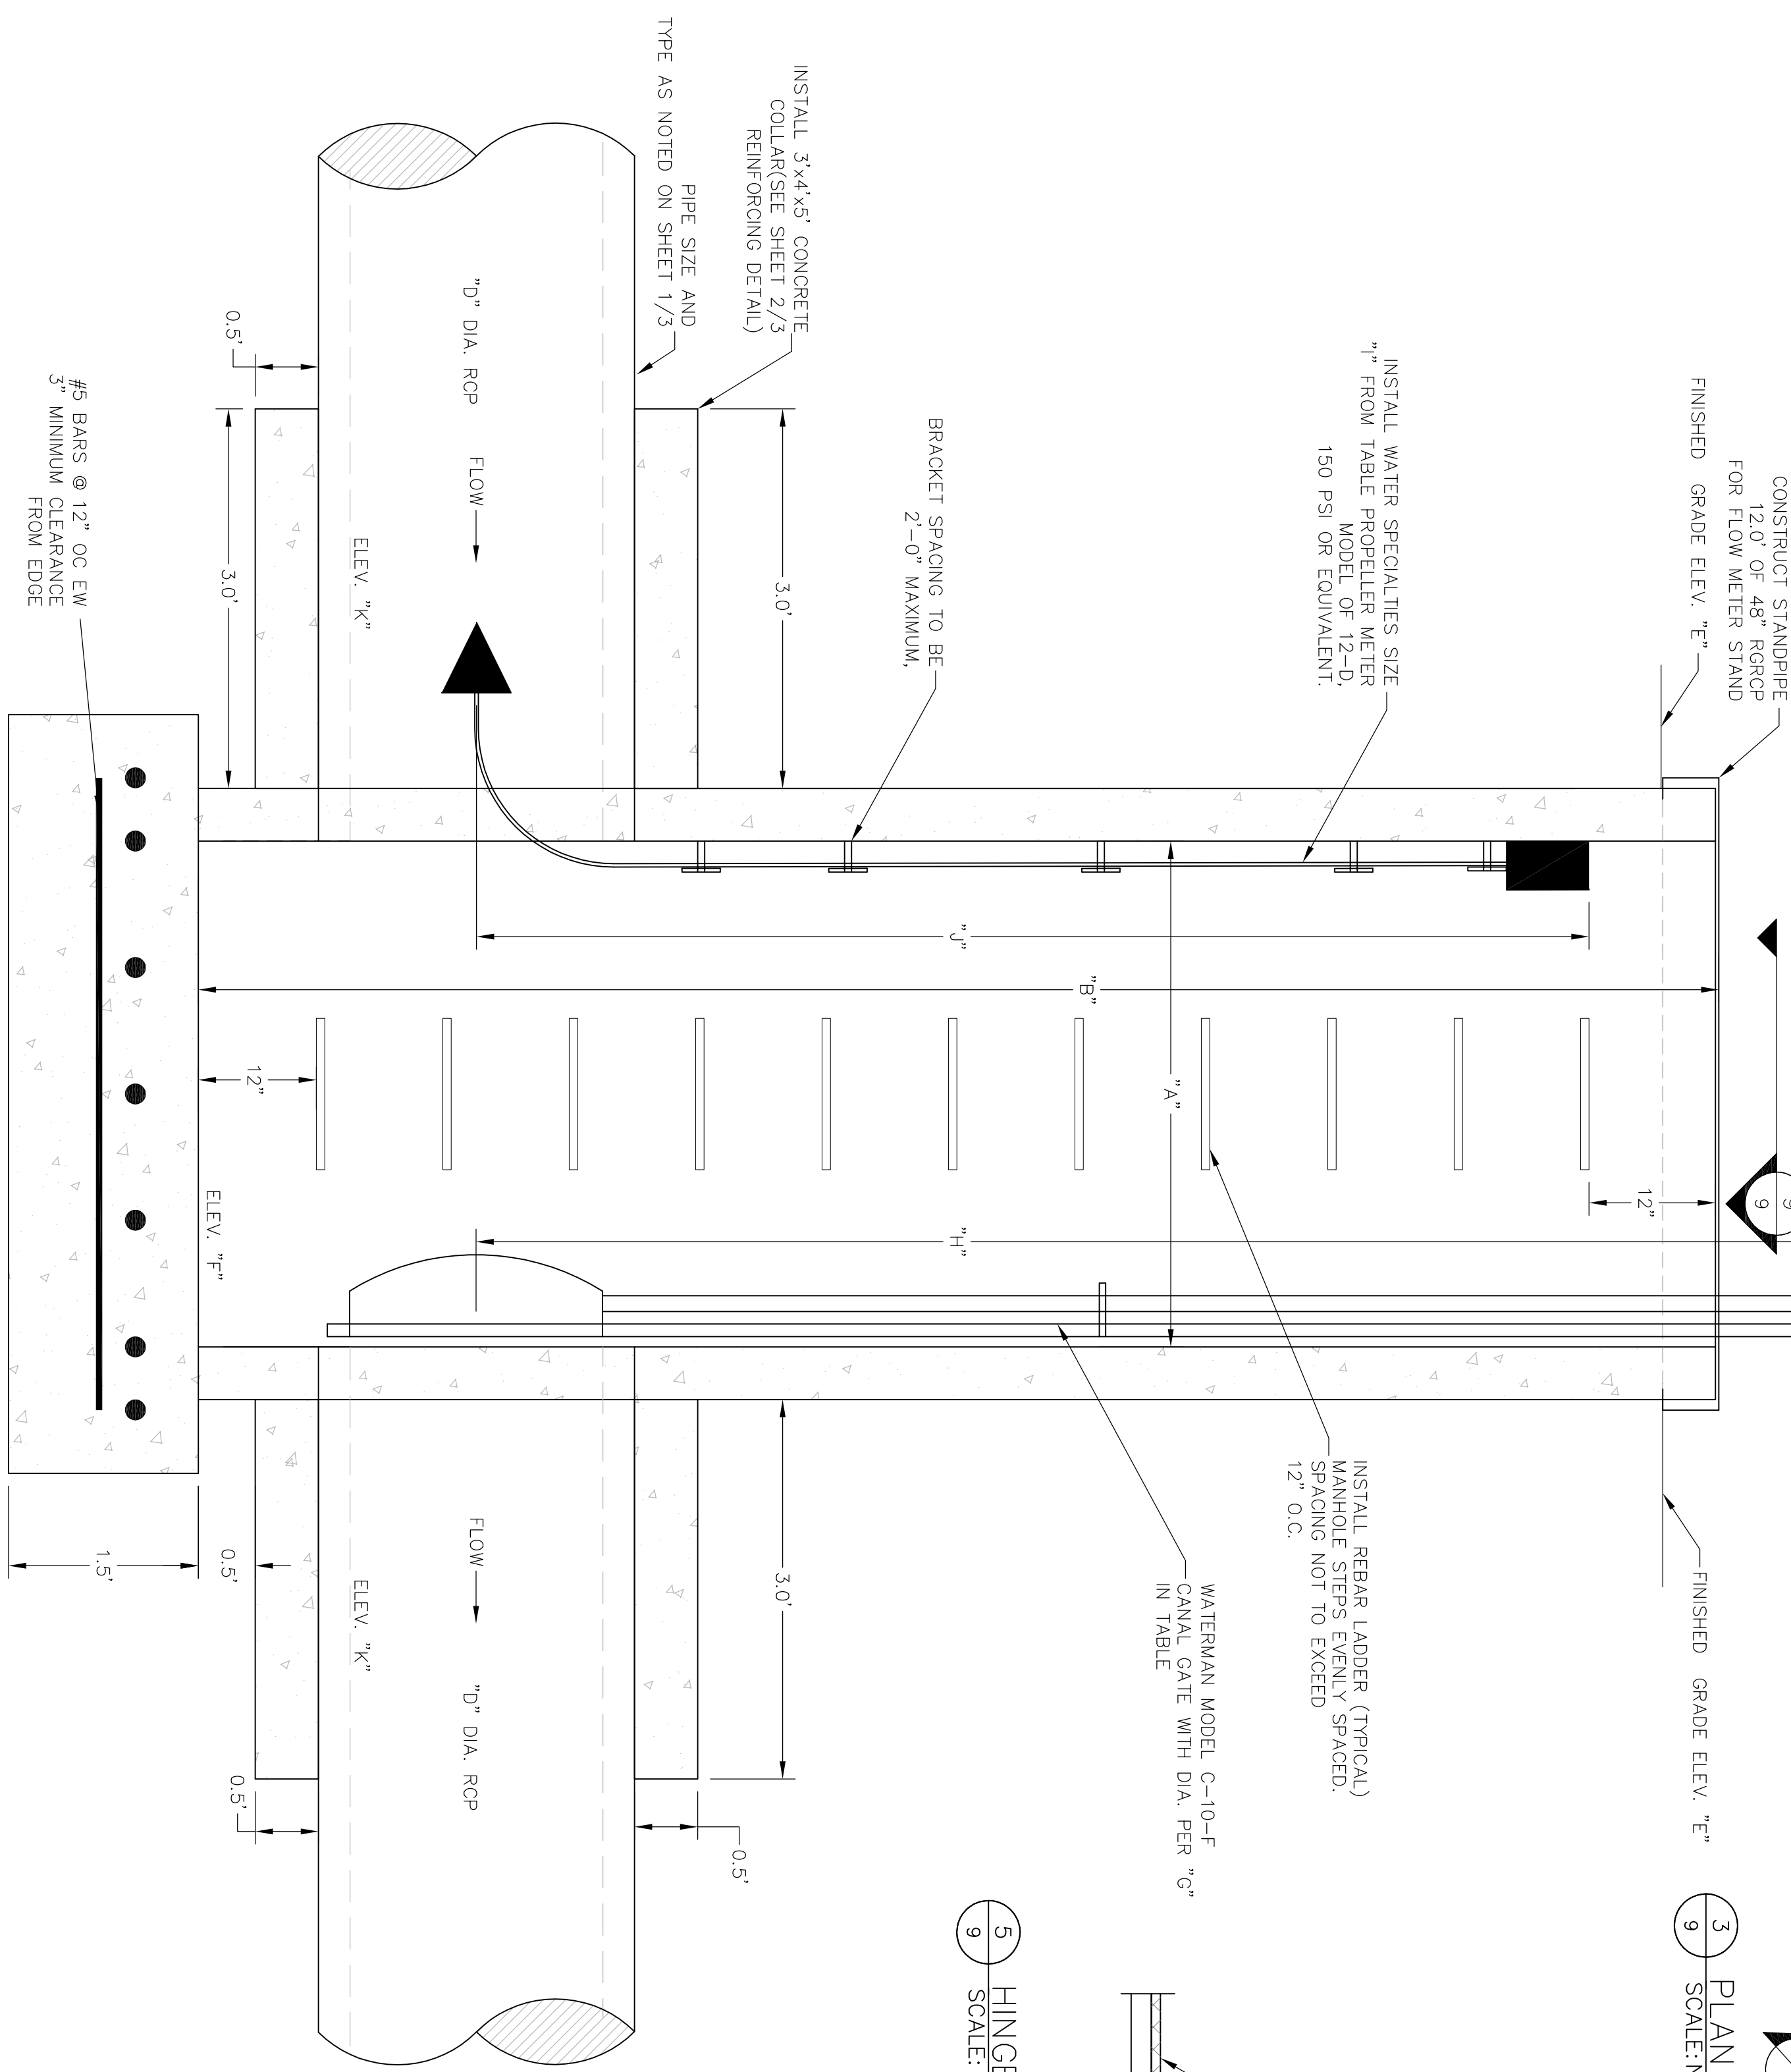 CONSTRUCT STANDPIPE
12.0' OF 48" RGRCP
FOR FLOW METER STAND
FINISHED GRADE ELEV. "E"
INSTALL WATER SPECIALTIES SIZE
"I" FROM TABLE PROPELLER METER
MODEL OF 12-D,
150 PSI OR EQUIVALENT.
BRACKET SPACING TO BE
2'-0" MAXIMUM,
INSTALL 3'x4'x5' CONCRETE
COLLAR(SEE SHEET 2/3
REINFORCING DETAIL)
PIPE SIZE AND
TYPE AS NOTED ON SHEET 1/3
3.0'
"D" DIA. RCP
FLOW
ELEV. "K"
0.5'
3.0'
#5 BARS @ 12" OC EW
3" MINIMUM CLEARANCE
FROM EDGE
9
12"
"A"
"B"
"J"
"H"
12"
ELEV. "F"
FINISHED GRADE ELEV. "E"
INSTALL REBAR LADDER (TYPICAL)
MANHOLE STEPS EVENLY SPACED.
SPACING NOT TO EXCEED
12" O.C.
WATERMAN MODEL C-10-F
CANAL GATE WITH DIA. PER "G"
IN TABLE
3.0'
0.5'
FLOW
"D" DIA. RCP
ELEV. "K"
0.5'
0.5'
1.5'
3
9
PLAN
SCALE:
5
9
HINGE
SCALE: